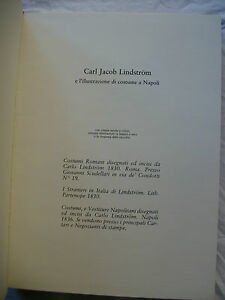 Carl Jacob Lindström
e l'illustrazione di costume a Napoli
Costumi Romani disegnati ed incisi da
Carlo Lindström 1830. Roma. Presso
Giovanni Scudellari in via de' Condotti
N° 19.
I Stranieri in Italia di Lindström. Lith.
Partenope 1830.
Costumi, e Vestiture Napolitani disegnati
ed incisi da Carlo Lindström. Napoli
1836. Si vendono presso i principali Car-
tari e Negozianti di stampe.